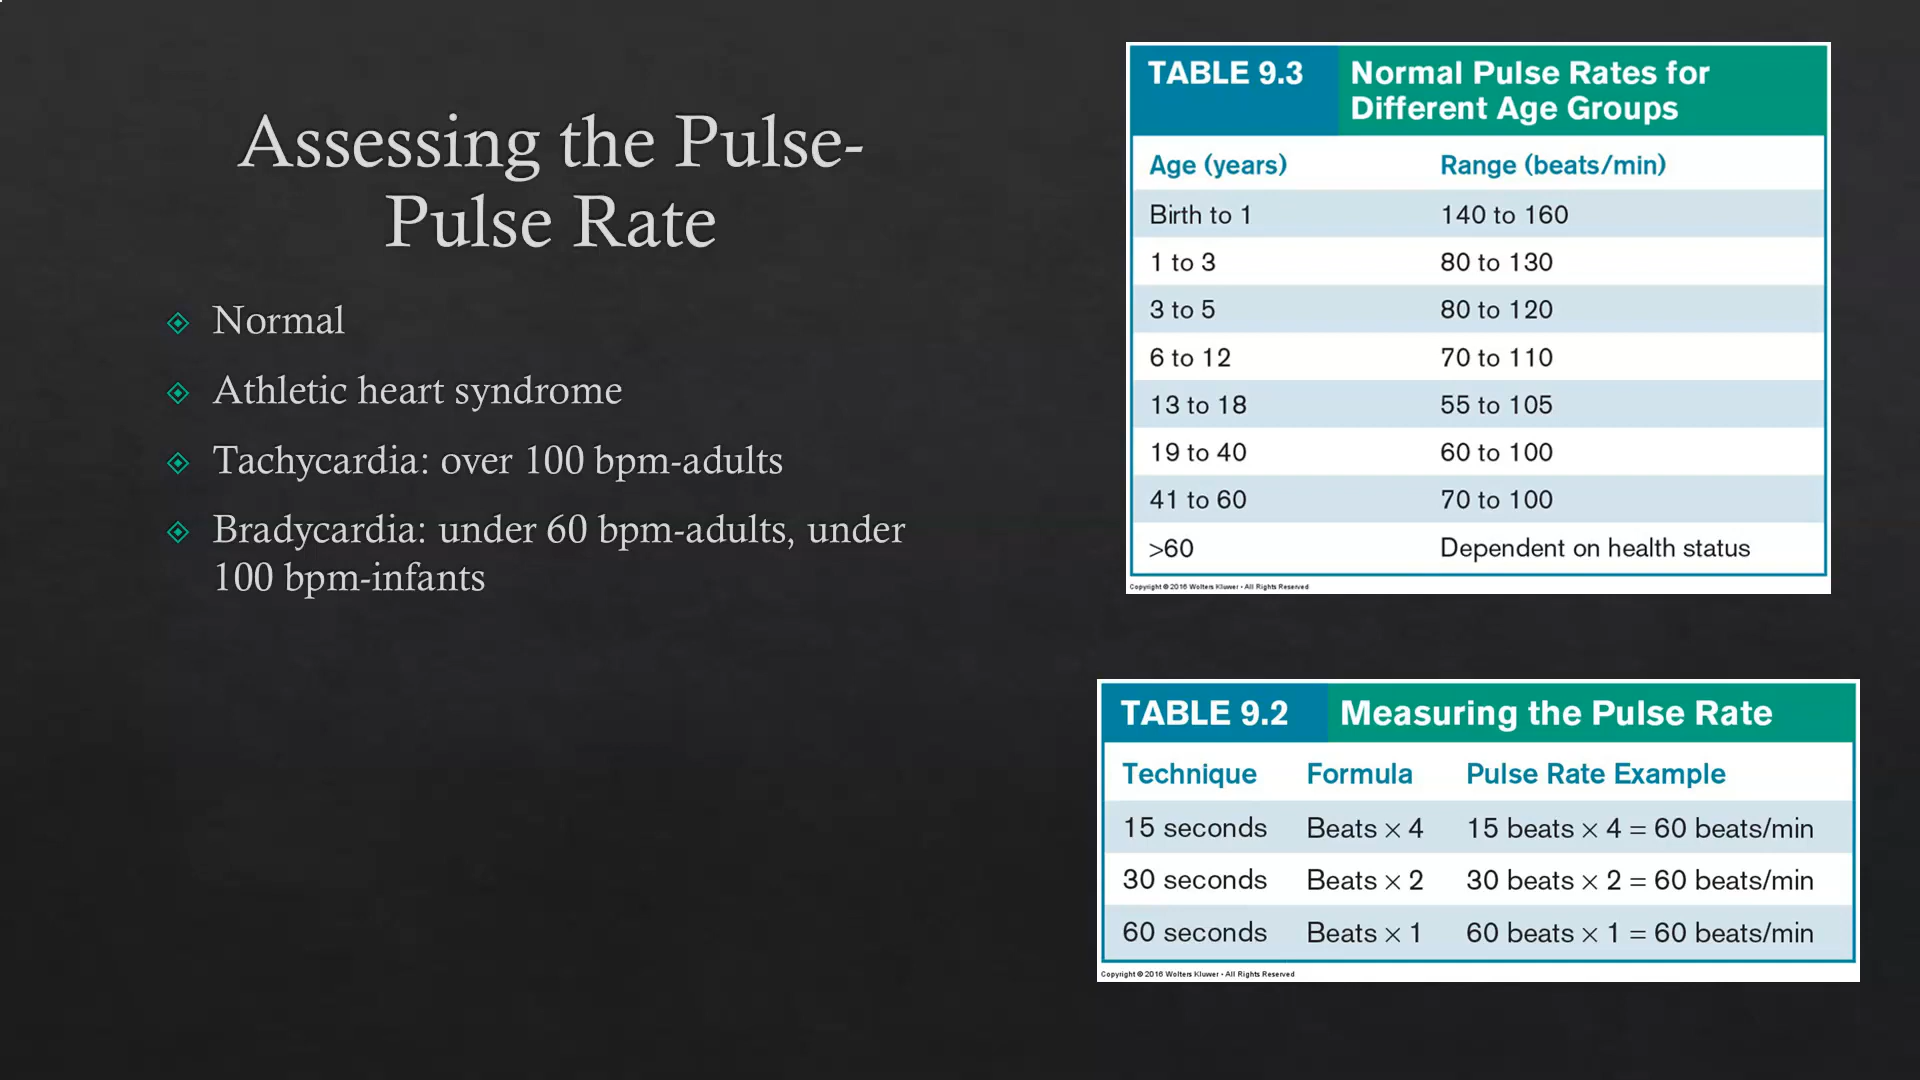 Assessing the Pulse-
Pulse Rate
Normal
Athletic heart syndrome
Tachycardia: over 100 bpm-adults
Bradycardia: under 60 bpm-adults, under
100 bpm-infants
TABLE 9.3 Normal Pulse Rates for
Different Age Groups
Age (years) Range (beats/min)
Birth to 1 140 to 160
1 to 3 80 to 130
3 to 5 80 to 120
6 to 12 70 to 110
13 to 18 55 to 105
19 to 40 60 to 100
41 to 60 70 to 100
>60 Dependent on health status
Copyright © 2016 Wolters Kluwer • All Rights Reserved
TABLE 9.2 Measuring the Pulse Rate
Technique Formula Pulse Rate Example
15 seconds Beats × 4 15 beats × 4 = 60 beats/min
30 seconds Beats × 2 30 beats × 2 = 60 beats/min
60 seconds Beats × 1 60 beats × 1 = 60 beats/min
Copyright © 2016 Wolters Kluwer • All Rights Reserved